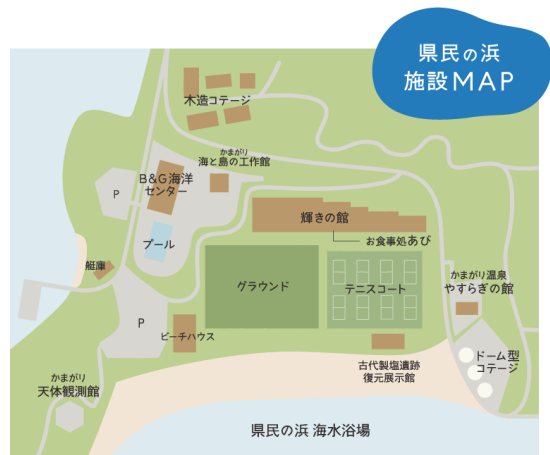 県民の浜
施設MAP
木造コテージ
かまがり
海と島の工作館
B&G海洋
センター
P
プール
輝きの館
お食事処あび
艇庫
グラウンド
テニスコート
かまがり温泉
やすらぎの館
P
ビーチハウス
古代製塩遺跡
復元展示館
ドーム型
コテージ
かまがり
天体観測館
県民の浜 海水浴場